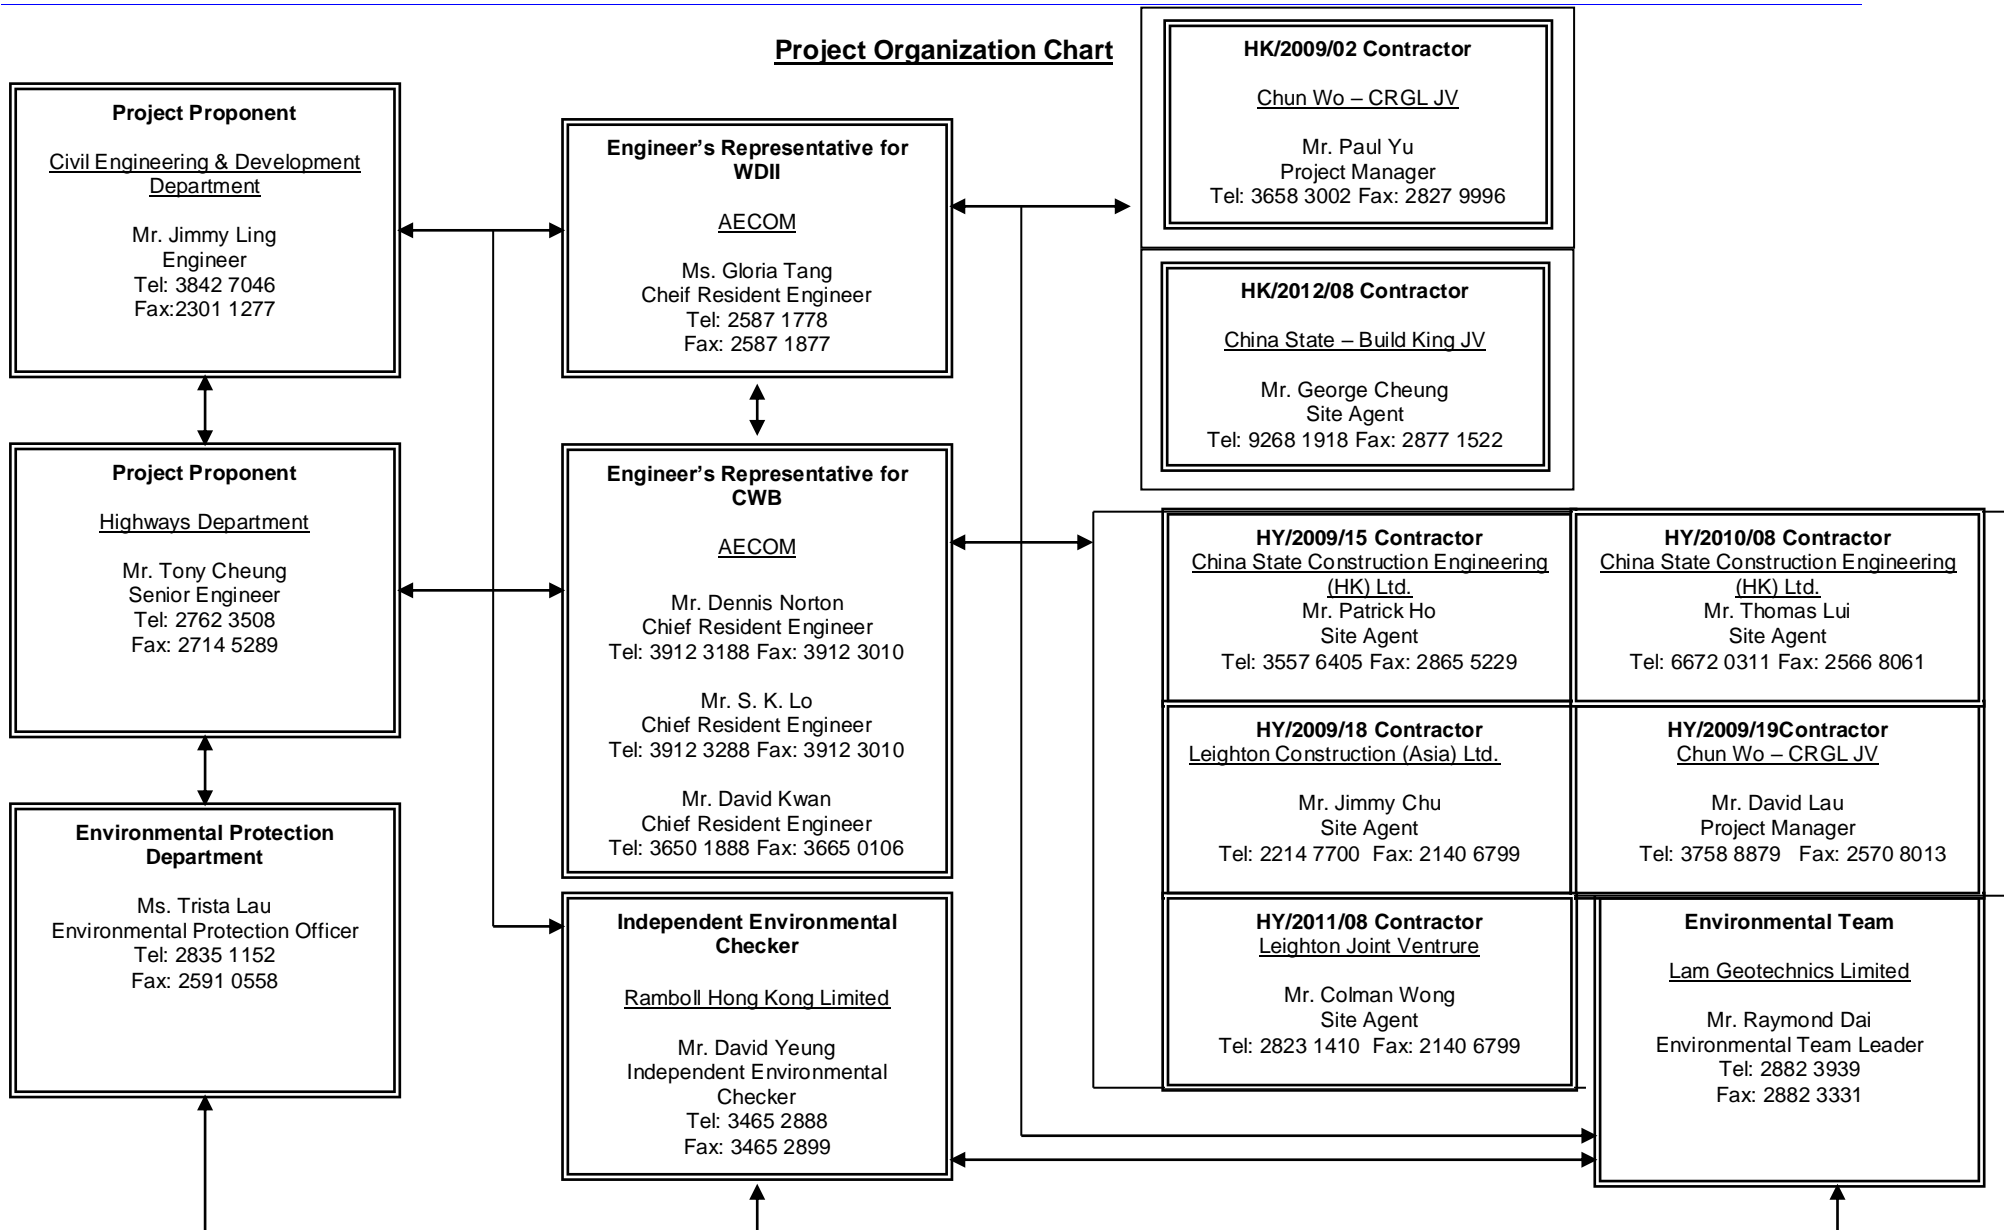 Project Organization Chart
Project Proponent
Civil Engineering & Development
Department
Mr. Jimmy Ling
Engineer
Tel: 3842 7046
Fax:2301 1277
Project Proponent
Highways Department
Mr. Tony Cheung
Senior Engineer
Tel: 2762 3508
Fax: 2714 5289
Environmental Protection
Department
Ms. Trista Lau
Environmental Protection Officer
Tel: 2835 1152
Fax: 2591 0558
Engineer’s Representative for
WDII
AECOM
Ms. Gloria Tang
Cheif Resident Engineer
Tel: 2587 1778
Fax: 2587 1877
Engineer’s Representative for
CWB
AECOM
Mr. Dennis Norton
Chief Resident Engineer
Tel: 3912 3188 Fax: 3912 3010
Mr. S. K. Lo
Chief Resident Engineer
Tel: 3912 3288 Fax: 3912 3010
Mr. David Kwan
Chief Resident Engineer
Tel: 3650 1888 Fax: 3665 0106
Independent Environmental
Checker
Ramboll Hong Kong Limited
Mr. David Yeung
Independent Environmental
Checker
Tel: 3465 2888
Fax: 3465 2899
HK/2009/02 Contractor
Chun Wo – CRGL JV
Mr. Paul Yu
Project Manager
Tel: 3658 3002 Fax: 2827 9996
HK/2012/08 Contractor
China State – Build King JV
Mr. George Cheung
Site Agent
Tel: 9268 1918 Fax: 2877 1522
HY/2009/15 Contractor
China State Construction Engineering
(HK) Ltd.
Mr. Patrick Ho
Site Agent
Tel: 3557 6405 Fax: 2865 5229
HY/2010/08 Contractor
China State Construction Engineering
(HK) Ltd.
Mr. Thomas Lui
Site Agent
Tel: 6672 0311 Fax: 2566 8061
HY/2009/18 Contractor
Leighton Construction (Asia) Ltd.
Mr. Jimmy Chu
Site Agent
Tel: 2214 7700 Fax: 2140 6799
HY/2009/19Contractor
Chun Wo – CRGL JV
Mr. David Lau
Project Manager
Tel: 3758 8879 Fax: 2570 8013
HY/2011/08 Contractor
Leighton Joint Ventrure
Mr. Colman Wong
Site Agent
Tel: 2823 1410 Fax: 2140 6799
Environmental Team
Lam Geotechnics Limited
Mr. Raymond Dai
Environmental Team Leader
Tel: 2882 3939
Fax: 2882 3331